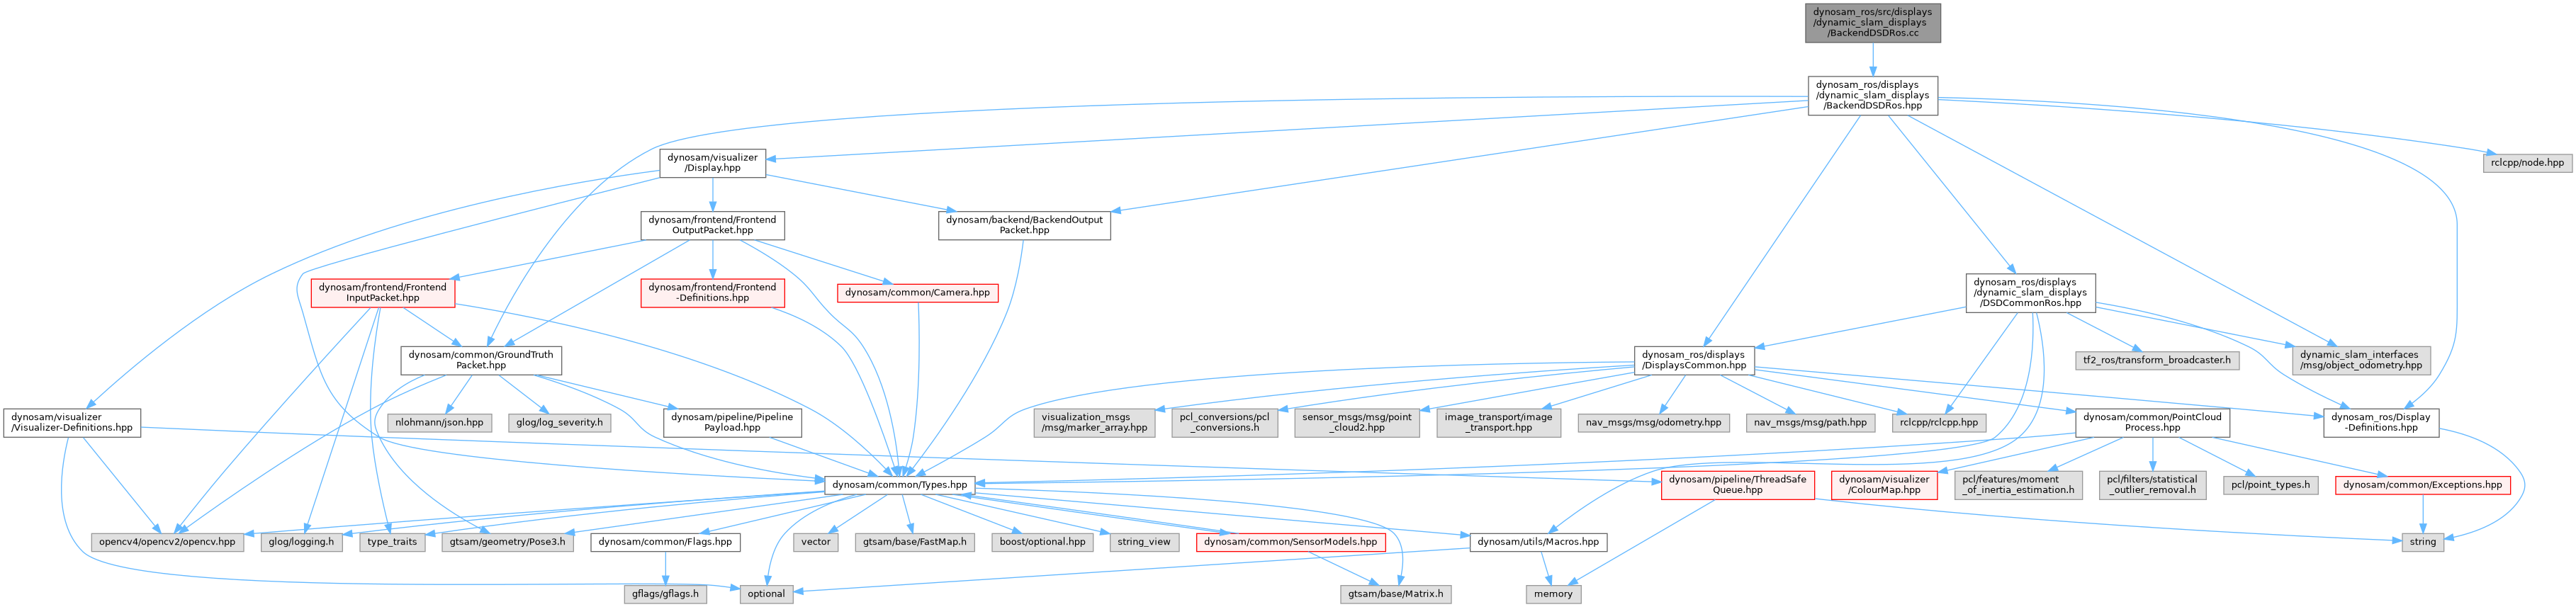 dynosam_ros/src/displays
/dynamic_slam_displays
/BackendDSDRos.cc
dynosam_ros/displays
/dynamic_slam_displays
/BackendDSDRos.hpp
dynosam/visualizer
/Display.hpp
rclcpp/node.hpp
dynosam/frontend/Frontend
OutputPacket.hpp
dynosam/backend/BackendOutput
Packet.hpp
dynosam/frontend/Frontend
InputPacket.hpp
dynosam/frontend/Frontend
-Definitions.hpp
dynosam/common/Camera.hpp
dynosam_ros/displays
/dynamic_slam_displays
/DSDCommonRos.hpp
dynosam/common/GroundTruth
Packet.hpp
dynosam_ros/displays
/DisplaysCommon.hpp
tf2_ros/transform_broadcaster.h
dynamic_slam_interfaces
/msg/object_odometry.hpp
dynosam/visualizer
/Visualizer-Definitions.hpp
nlohmann/json.hpp
glog/log_severity.h
dynosam/pipeline/Pipeline
Payload.hpp
visualization_msgs
/msg/marker_array.hpp
pcl_conversions/pcl
_conversions.h
sensor_msgs/msg/point
_cloud2.hpp
image_transport/image
_transport.hpp
nav_msgs/msg/odometry.hpp
nav_msgs/msg/path.hpp
rclcpp/rclcpp.hpp
dynosam/common/PointCloud
Process.hpp
dynosam_ros/Display
-Definitions.hpp
dynosam/common/Types.hpp
dynosam/pipeline/ThreadSafe
Queue.hpp
dynosam/visualizer
/ColourMap.hpp
pcl/features/moment
_of_inertia_estimation.h
pcl/filters/statistical
_outlier_removal.h
pcl/point_types.h
dynosam/common/Exceptions.hpp
opencv4/opencv2/opencv.hpp
glog/logging.h
type_traits
gtsam/geometry/Pose3.h
dynosam/common/Flags.hpp
vector
gtsam/base/FastMap.h
boost/optional.hpp
string_view
dynosam/common/SensorModels.hpp
dynosam/utils/Macros.hpp
string
gflags/gflags.h
optional
gtsam/base/Matrix.h
memory